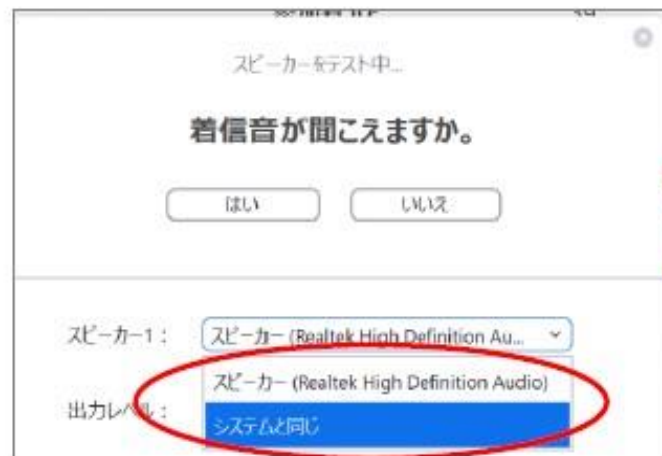 スピーカーをテスト中...
着信音が聞こえますか。
はい
いいえ
スピーカー1：
スピーカー (Realtek High Definition Au...
スピーカー (Realtek High Definition Audio)
出力レベル：
システムと同じ